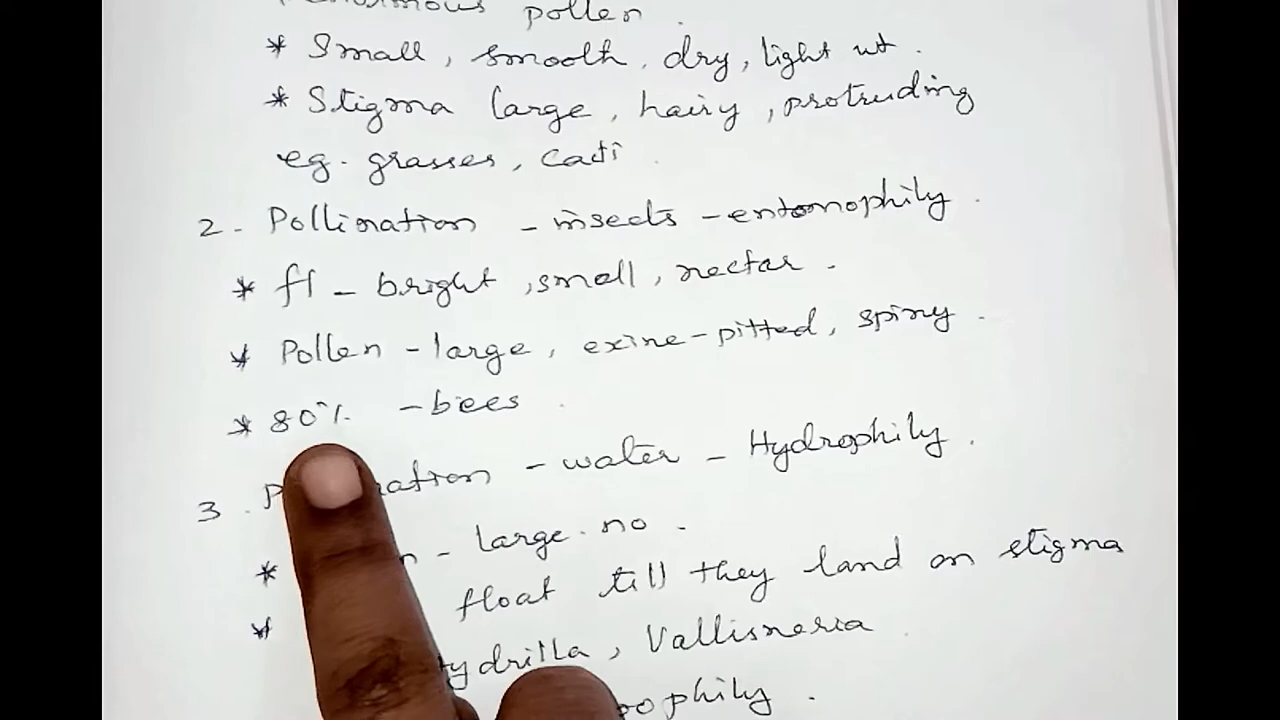 pollen
* Small, smooth, dry, light wt.
* Stigma large, hairy, protruding
eg. grasses, cacti
2. Pollination - insects - entomophily.
* fl - bright, small, nectar.
* Pollen - large, exine - pitted, spiny.
* 80% - bees
3. - water - Hydrophily.
* - large no.
* float till they land on stigma
Hydrilla, Vallisneria